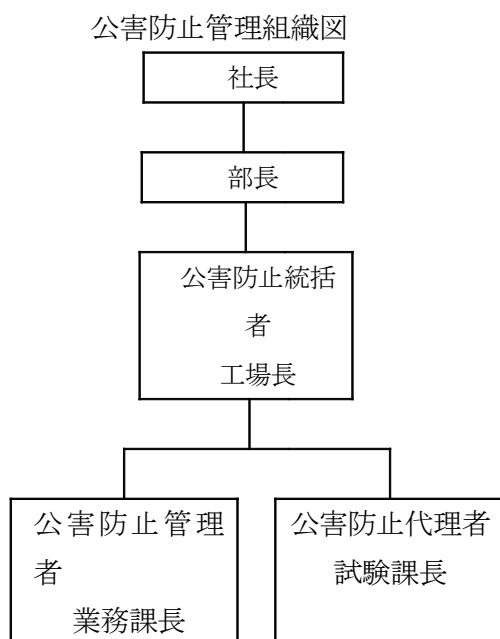 公害防止管理組織図
社長
部長
公害防止統括
者
工場長
公害防止管理
者
業務課長
公害防止代理者
試験課長